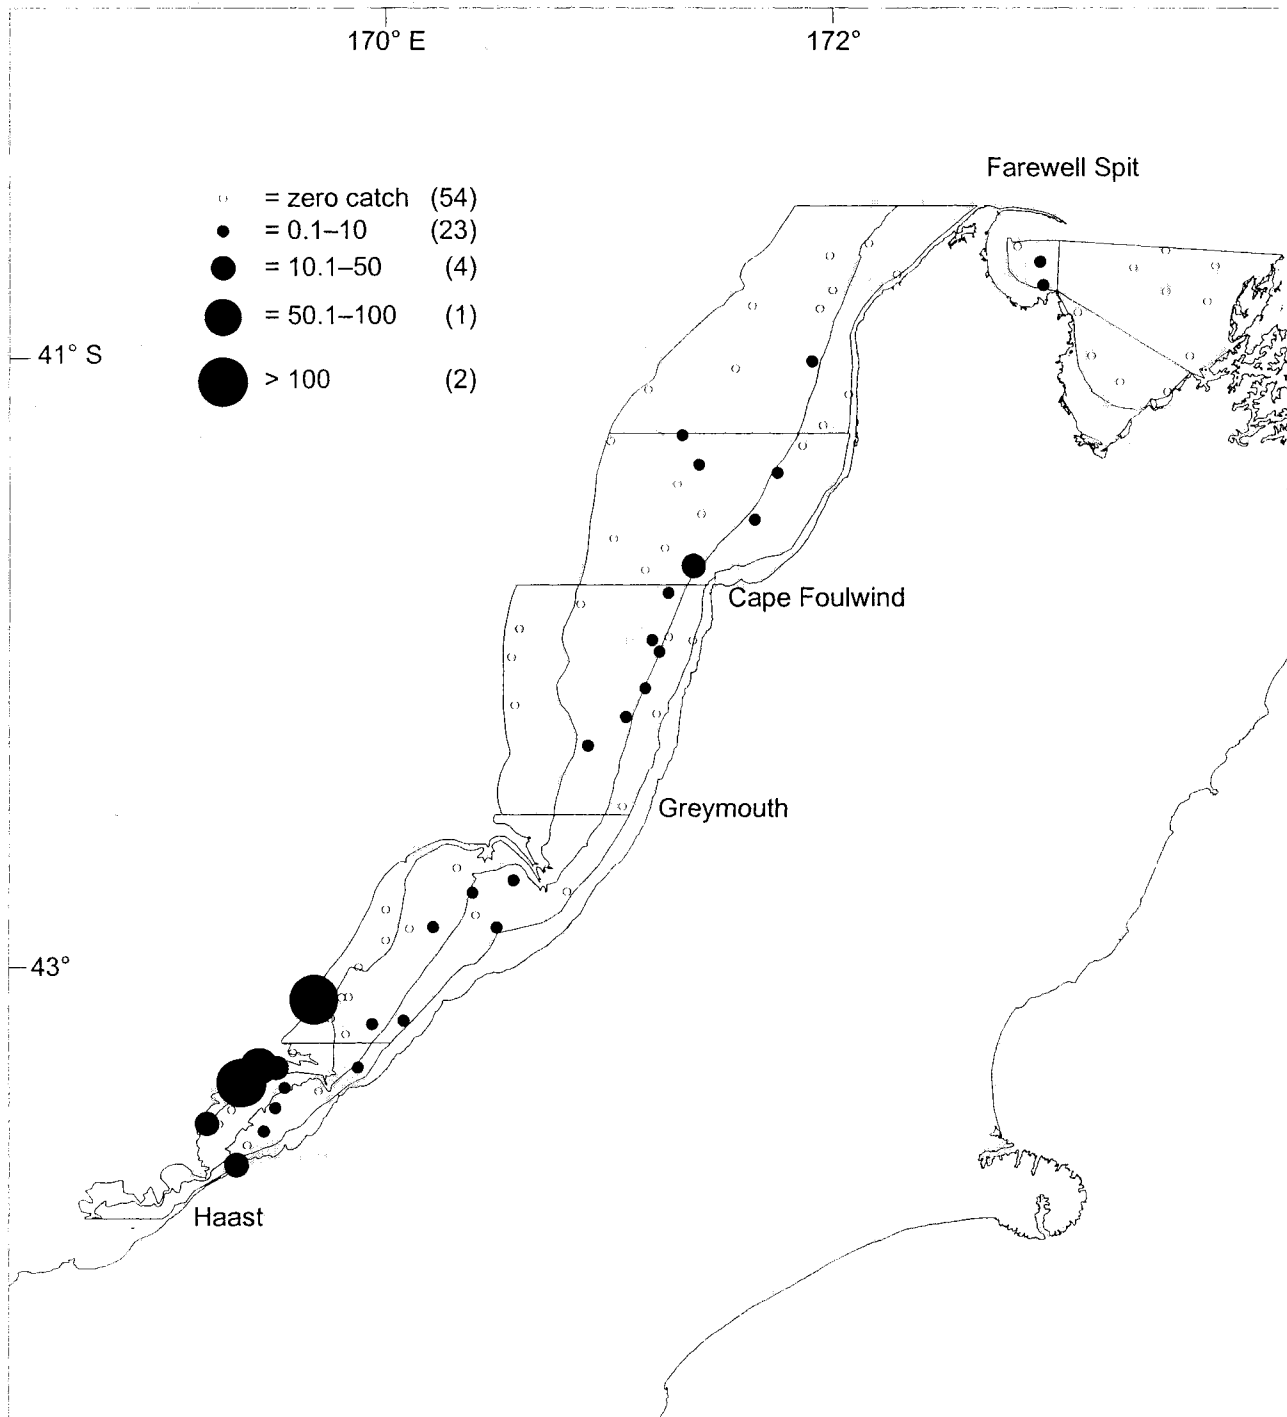 170° E
172°
Farewell Spit
= zero catch (54)
= 0.1–10 (23)
= 10.1–50 (4)
= 50.1–100 (1)
> 100 (2)
41° S
Cape Foulwind
Greymouth
43°
Haast